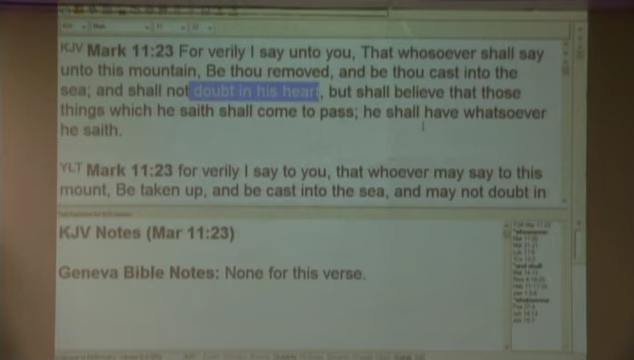 KJV Mark 11:23 For verily I say unto you, That whosoever shall say
unto this mountain, Be thou removed, and be thou cast into the
sea; and shall not doubt in his heart, but shall believe that those
things which he saith shall come to pass; he shall have whatsoever
he saith.
YLT Mark 11:23 for verily I say to you, that whoever may say to this
mount, Be taken up, and be cast into the sea, and may not doubt in
KJV Notes (Mar 11:23)
Geneva Bible Notes: None for this verse.